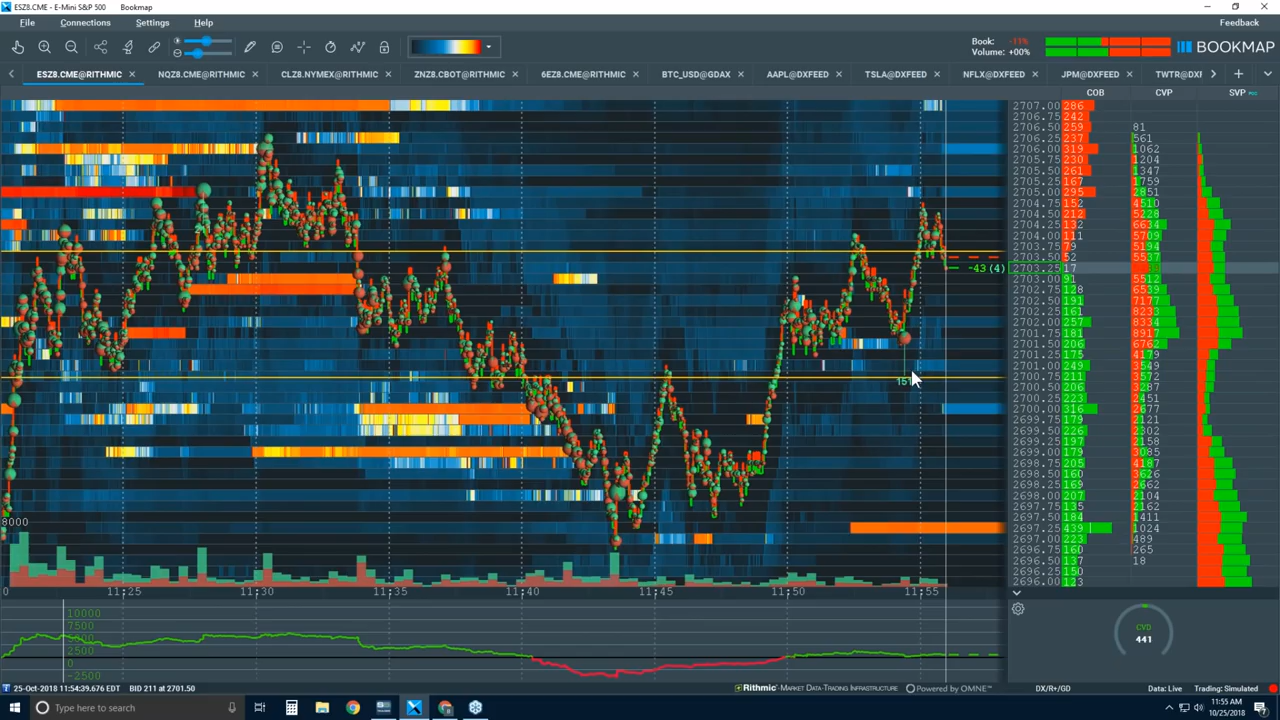 ESZ8.CME - E-Mini S&P 500 Bookmap
File Connections Settings Help Feedback
Book: -11%
Volume: +00%
BOOKMAP
ESZ8.CME@RITHMIC NQZ8.CME@RITHMIC CLZ8.NYMEX@RITHMIC ZNZ8.CBOT@RITHMIC 6EZ8.CME@RITHMIC BTC_USD@GDAX AAPL@DXFEED TSLA@DXFEED NFLX@DXFEED JPM@DXFEED TWTR@DXF
COB CVP SVP
2707.00 286
2706.75 242
2706.50 259 81
2706.25 237 561
2706.00 319 1062
2705.75 230 1204
2705.50 261 1347
2705.25 167 1759
2705.00 295 2851
2704.75 152 4510
2704.50 212 5228
2704.25 132 6634
2704.00 111 5709
2703.75 79 5194
2703.50 52 5537
-43 (4) 2703.25 17
2703.00 91 5512
2702.75 128 6539
2702.50 191 7177
2702.25 161 8233
2702.00 257 8334
2701.75 181 8917
2701.50 206 6762
2701.25 175 4179
2701.00 249 3549
2700.75 211 3572
151
2700.50 206 3287
2700.25 223 2451
2700.00 316 2677
2699.75 179 2121
2699.50 226 2302
2699.25 197 2158
2699.00 179 3085
2698.75 205 4187
2698.50 160 3626
2698.25 169 2662
2698.00 207 2104
2697.75 135 2162
2697.50 184 1411
8000
2697.25 439 1024
2697.00 223 489
2696.75 160 265
2696.50 137 18
2696.25 150
2696.00 123
0 11:25 11:30 11:35 11:40 11:45 11:50 11:55
10000
7500
5000
2500
0
-2500
CVD
441
25-Oct-2018 11:54:39.676 EDT BID 211 at 2701.50 Rithmic-MARKET DATA-TRADING INFRASTRUCTURE Powered by OMNE™ DX/R+/GD Data: Live Trading: Simulated
Type here to search
11:55 AM
10/25/2018
7